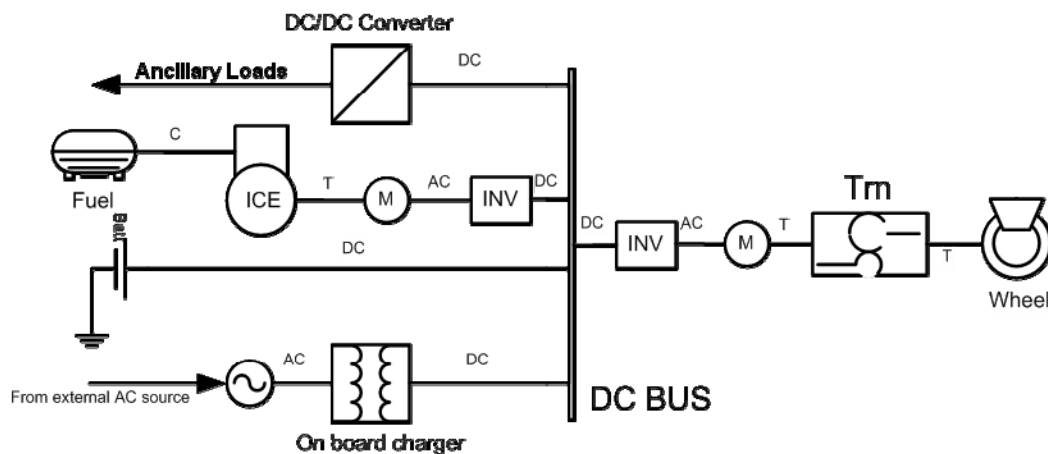 DC/DC Converter
DC
Ancillary Loads
C
Fuel
ICE
T
M
AC
INV
DC
Batt
DC
DC
INV
AC
M
T
Trn
T
Wheel
From external AC source
AC
DC
On board charger
DC BUS